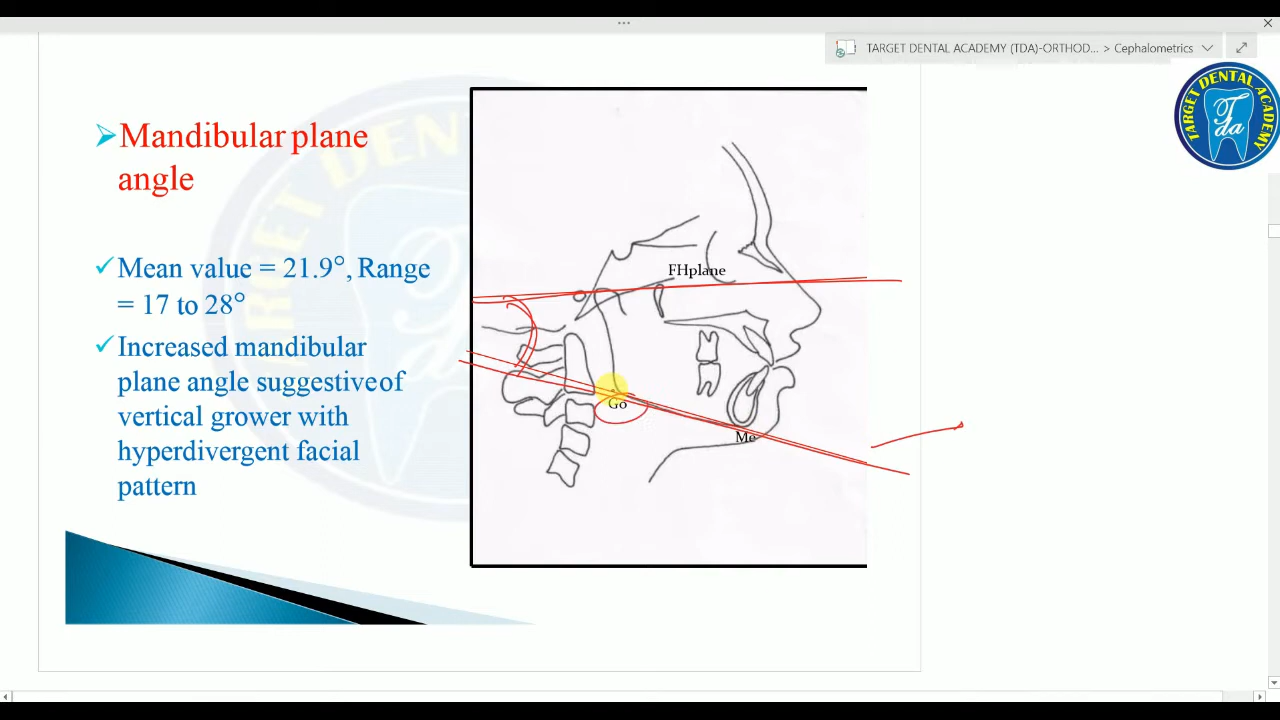 TARGET DENTAL ACADEMY (TDA)-ORTHOD... > Cephalometrics
TARGET DENTAL ACADEMY
Tda
Mandibular plane
angle
Mean value = 21.9°, Range
= 17 to 28°
Increased mandibular
plane angle suggestive of
vertical grower with
hyperdivergent facial
pattern
FHplane
Go
Me